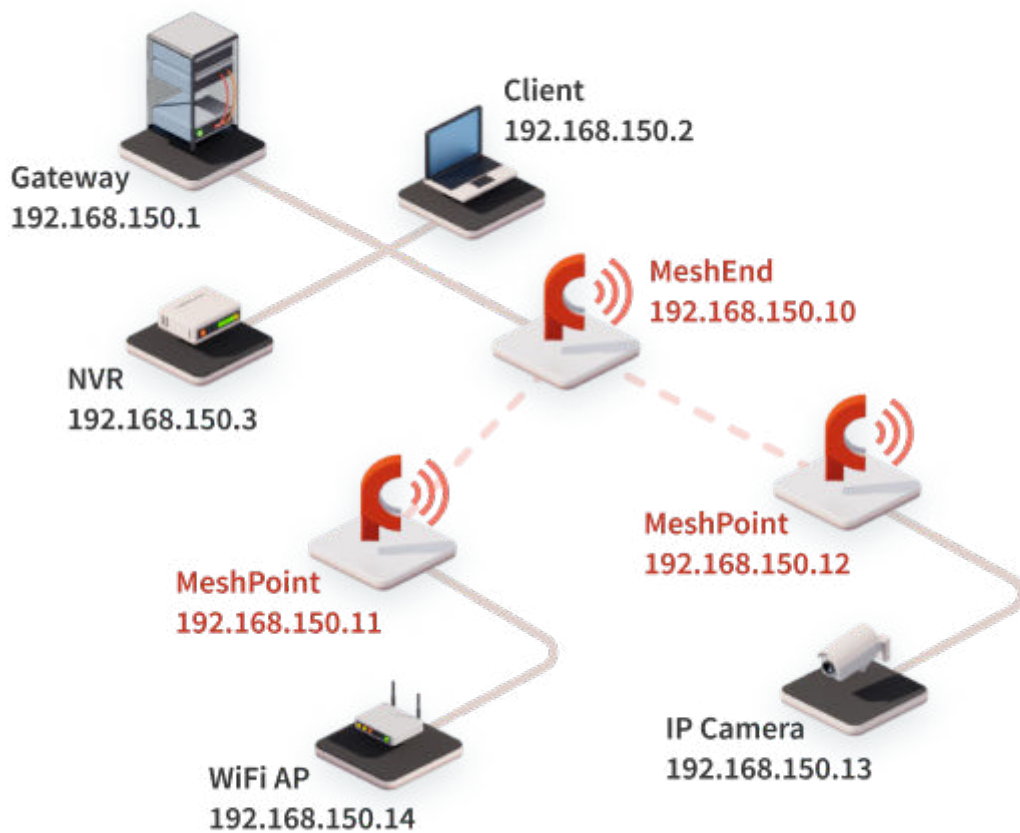 Client
192.168.150.2
Gateway
192.168.150.1
MeshEnd
192.168.150.10
NVR
192.168.150.3
MeshPoint
192.168.150.12
MeshPoint
192.168.150.11
IP Camera
192.168.150.13
WiFi AP
192.168.150.14